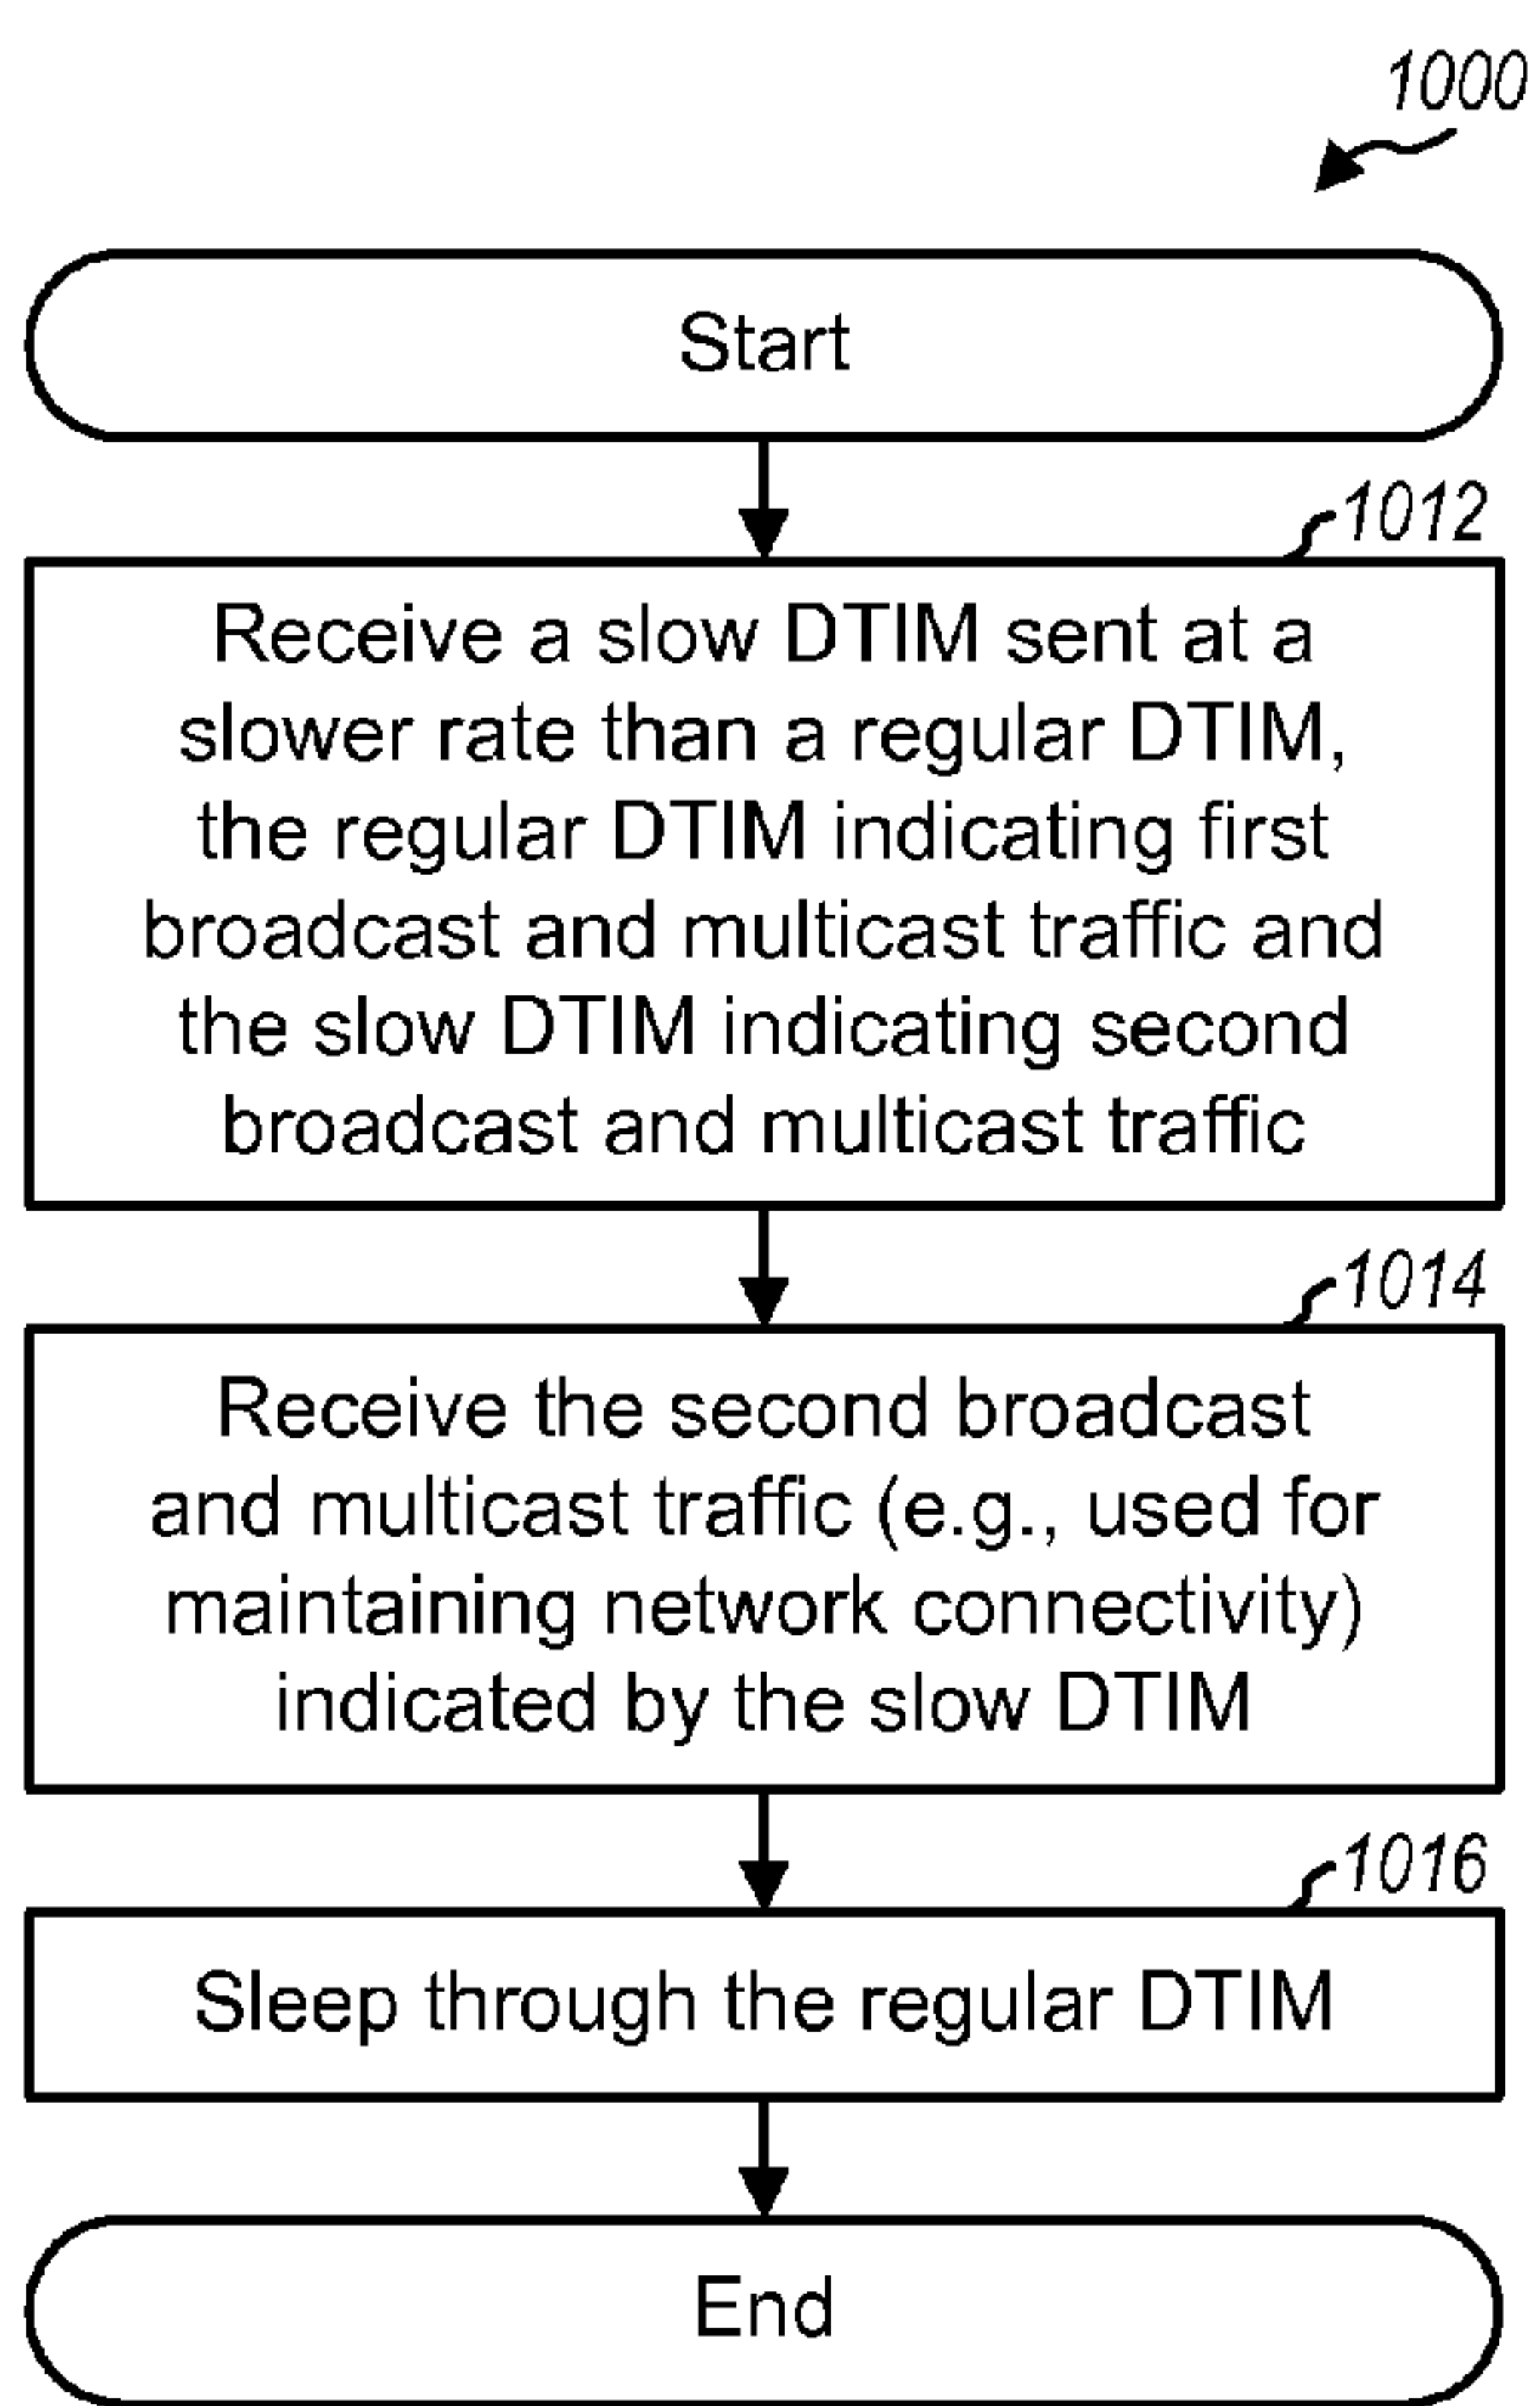 1000
Start
1012
Receive a slow DTIM sent at a
slower rate than a regular DTIM,
the regular DTIM indicating first
broadcast and multicast traffic and
the slow DTIM indicating second
broadcast and multicast traffic
1014
Receive the second broadcast
and multicast traffic (e.g., used for
maintaining network connectivity)
indicated by the slow DTIM
1016
Sleep through the regular DTIM
End